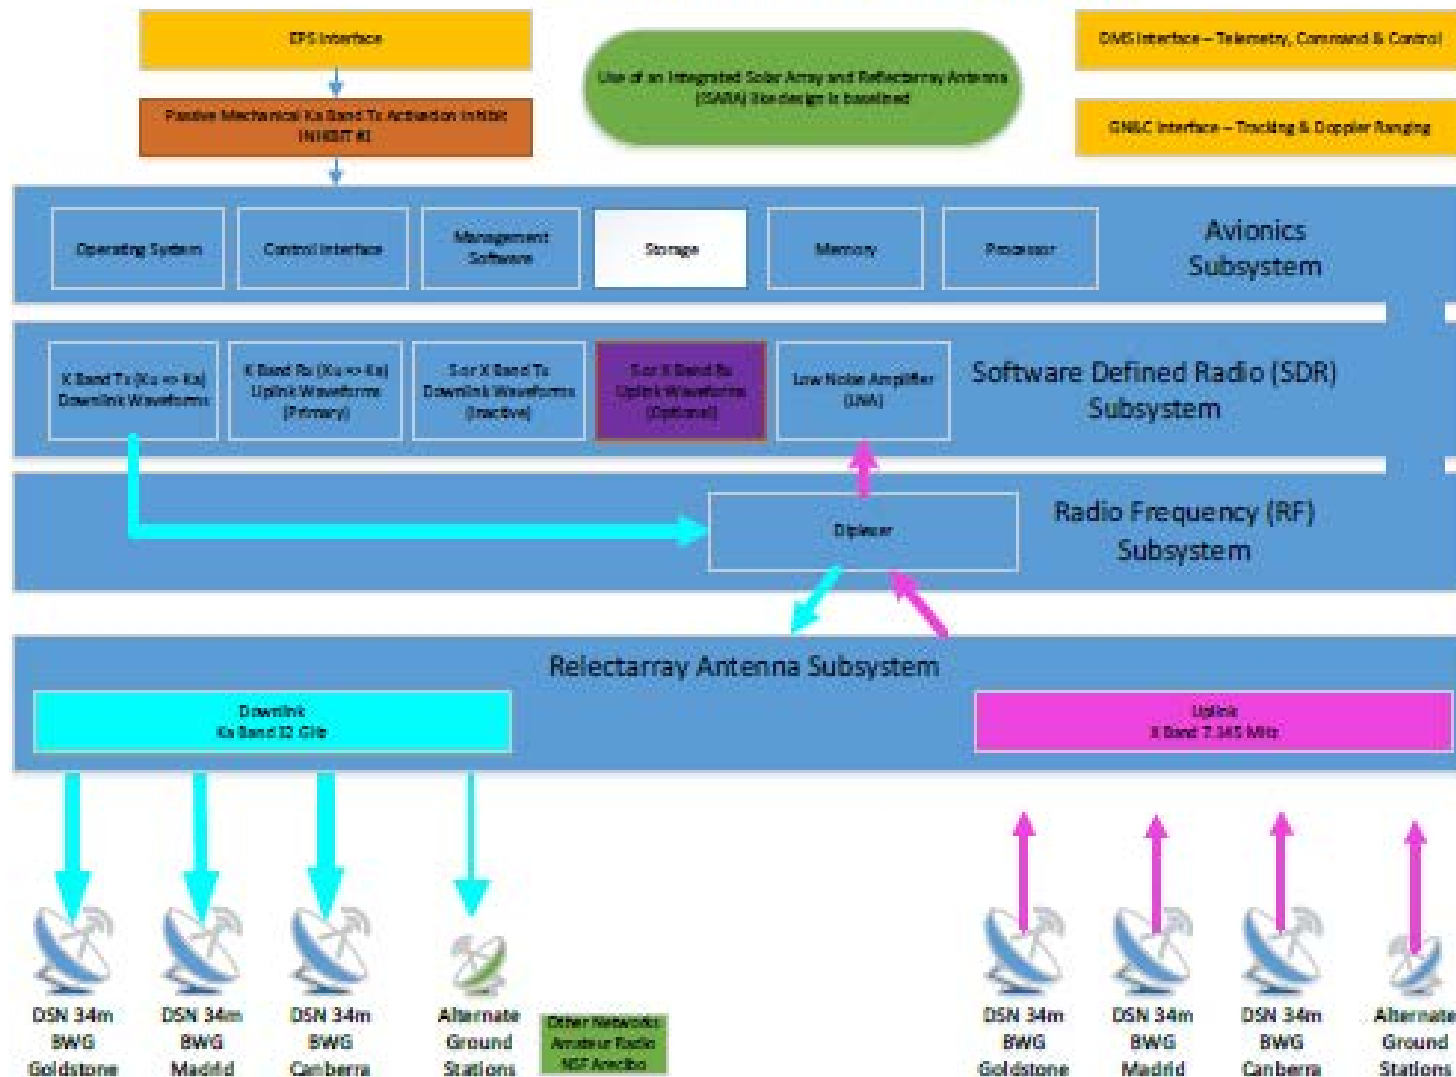 EPS Interface
Passive Mechanical Ka Band Tx Activation Inhibit
INHIBIT #1
Use of an Integrated Solar Array and Reflectarray Antenna
(ISARA) like design is baselined
DMS Interface – Telemetry, Command & Control
GN&C Interface – Tracking & Doppler Ranging
Operating System
Control Interface
Management
Software
Storage
Memory
Processor
Avionics
Subsystem
K Band Tx (Ku => Ka)
Downlink Waveforms
K Band Rx (Ku => Ka)
Uplink Waveforms
(Primary)
S or X Band Tx
Downlink Waveforms
(Inactive)
S or X Band Rx
Uplink Waveforms
(Optional)
Low Noise Amplifier
(LNA)
Software Defined Radio (SDR)
Subsystem
Diplexer
Radio Frequency (RF)
Subsystem
Relectarray Antenna Subsystem
Downlink
Ka Band 32 GHz
Uplink
X Band 7.145 MHz
DSN 34m
BWG
Goldstone
DSN 34m
BWG
Madrid
DSN 34m
BWG
Canberra
Alternate
Ground
Stations
Other Networks
Amateur Radio
NSF Arecibo
DSN 34m
BWG
Goldstone
DSN 34m
BWG
Madrid
DSN 34m
BWG
Canberra
Alternate
Ground
Stations